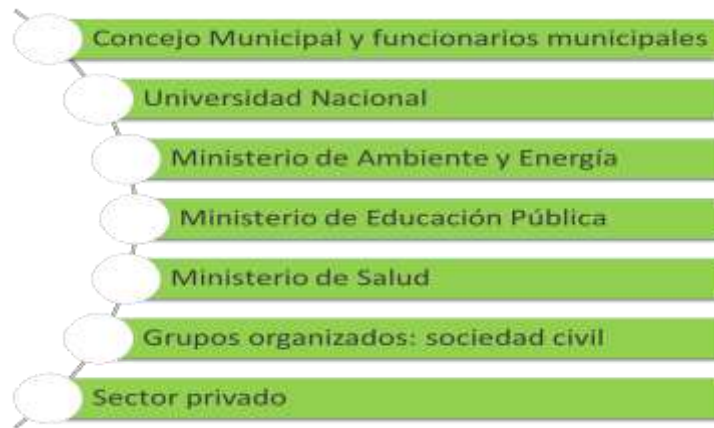 Concejo Municipal y funcionarios municipales
Universidad Nacional
Ministerio de Ambiente y Energía
Ministerio de Educación Pública
Ministerio de Salud
Grupos organizados: sociedad civil
Sector privado